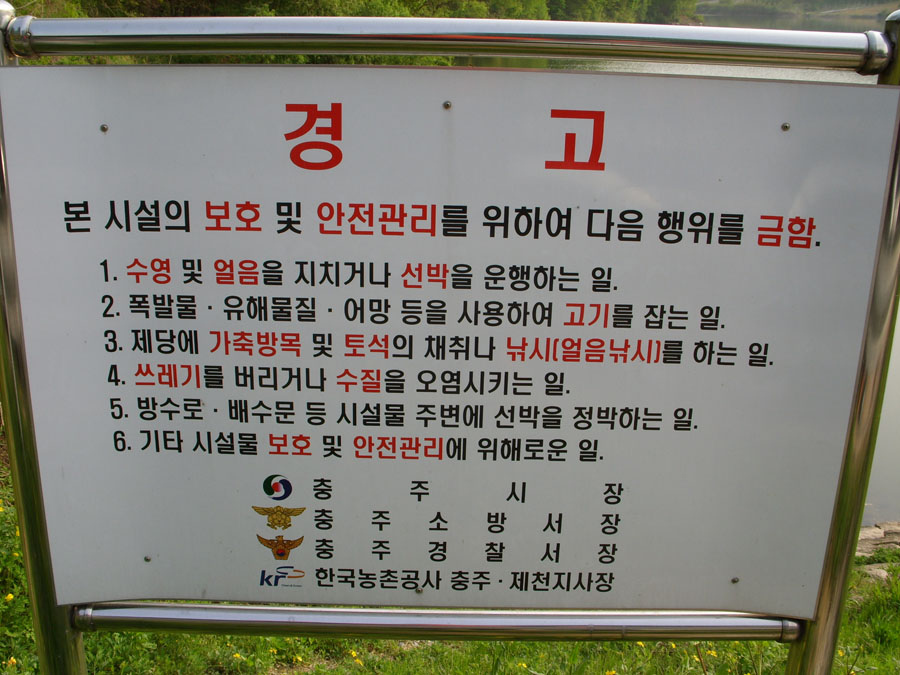 경 고
본 시설의 보호 및 안전관리를 위하여 다음 행위를 금함.
1. 수영 및 얼음을 지치거나 선박을 운행하는 일.
2. 폭발물 · 유해물질 · 어망 등을 사용하여 고기를 잡는 일.
3. 제당에 가축방목 및 토석의 채취나 낚시(얼음낚시)를 하는 일.
4. 쓰레기를 버리거나 수질을 오염시키는 일.
5. 방수로 · 배수문 등 시설물 주변에 선박을 정박하는 일.
6. 기타 시설물 보호 및 안전관리에 위해로운 일.
충 주 시 장
충 주 소 방 서 장
충 주 경 찰 서 장
kr 한국농촌공사 충주 · 제천지사장